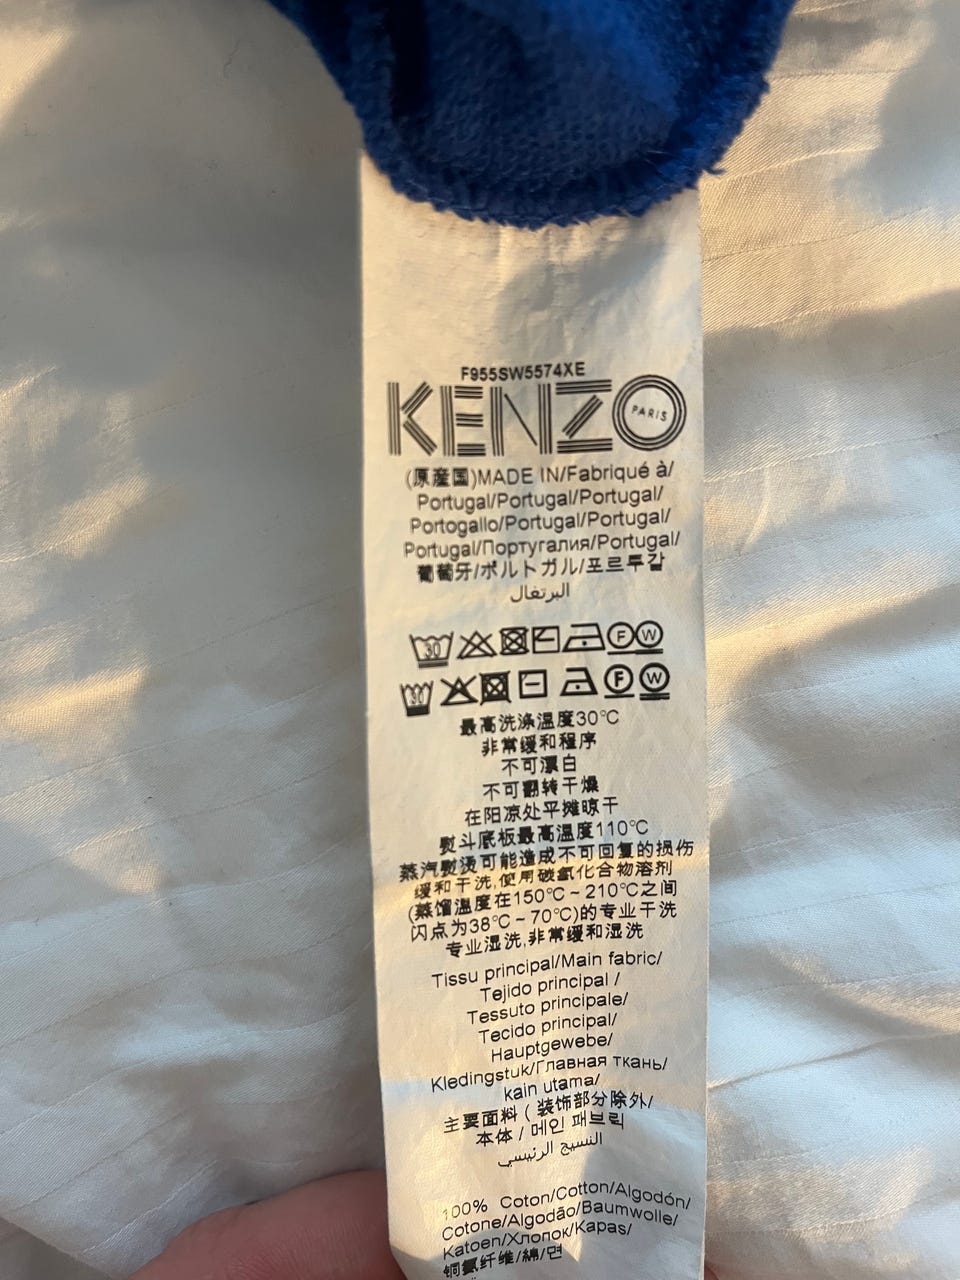 F955SW5574XE
KENZO PARIS
(原産国)MADE IN/Fabriqué à/
Portugal/Portugal/Portugal/
Portogallo/Portugal/Portugal/
Portugal/Португалия/Portugal/
葡萄牙/ポルトガル/포르투갈
البرتغال
30 F W
30 F W
最高洗涤温度30°C
非常缓和程序
不可漂白
不可翻转干燥
在阳凉处平摊晾干
熨斗底板最高温度110°C
蒸汽熨烫可能造成不可回复的损伤
缓和干洗,使用碳氢化合物溶剂
(蒸馏温度在150°C~210°C之间
闪点为38°C~70°C)的专业干洗
专业湿洗,非常缓和湿洗
Tissu principal/Main fabric/
Tejido principal /
Tessuto principale/
Tecido principal/
Hauptgewebe/
Kledingstuk/Главная ткань/
kain utama/
主要面料 ( 装饰部分除外/
本体 / 메인 패브릭
النسيج الرئيسي
100% Coton/Cotton/Algodón/
Cotone/Algodão/Baumwolle/
Katoen/Хлопок/Kapas/
铜氨纤维/綿/면